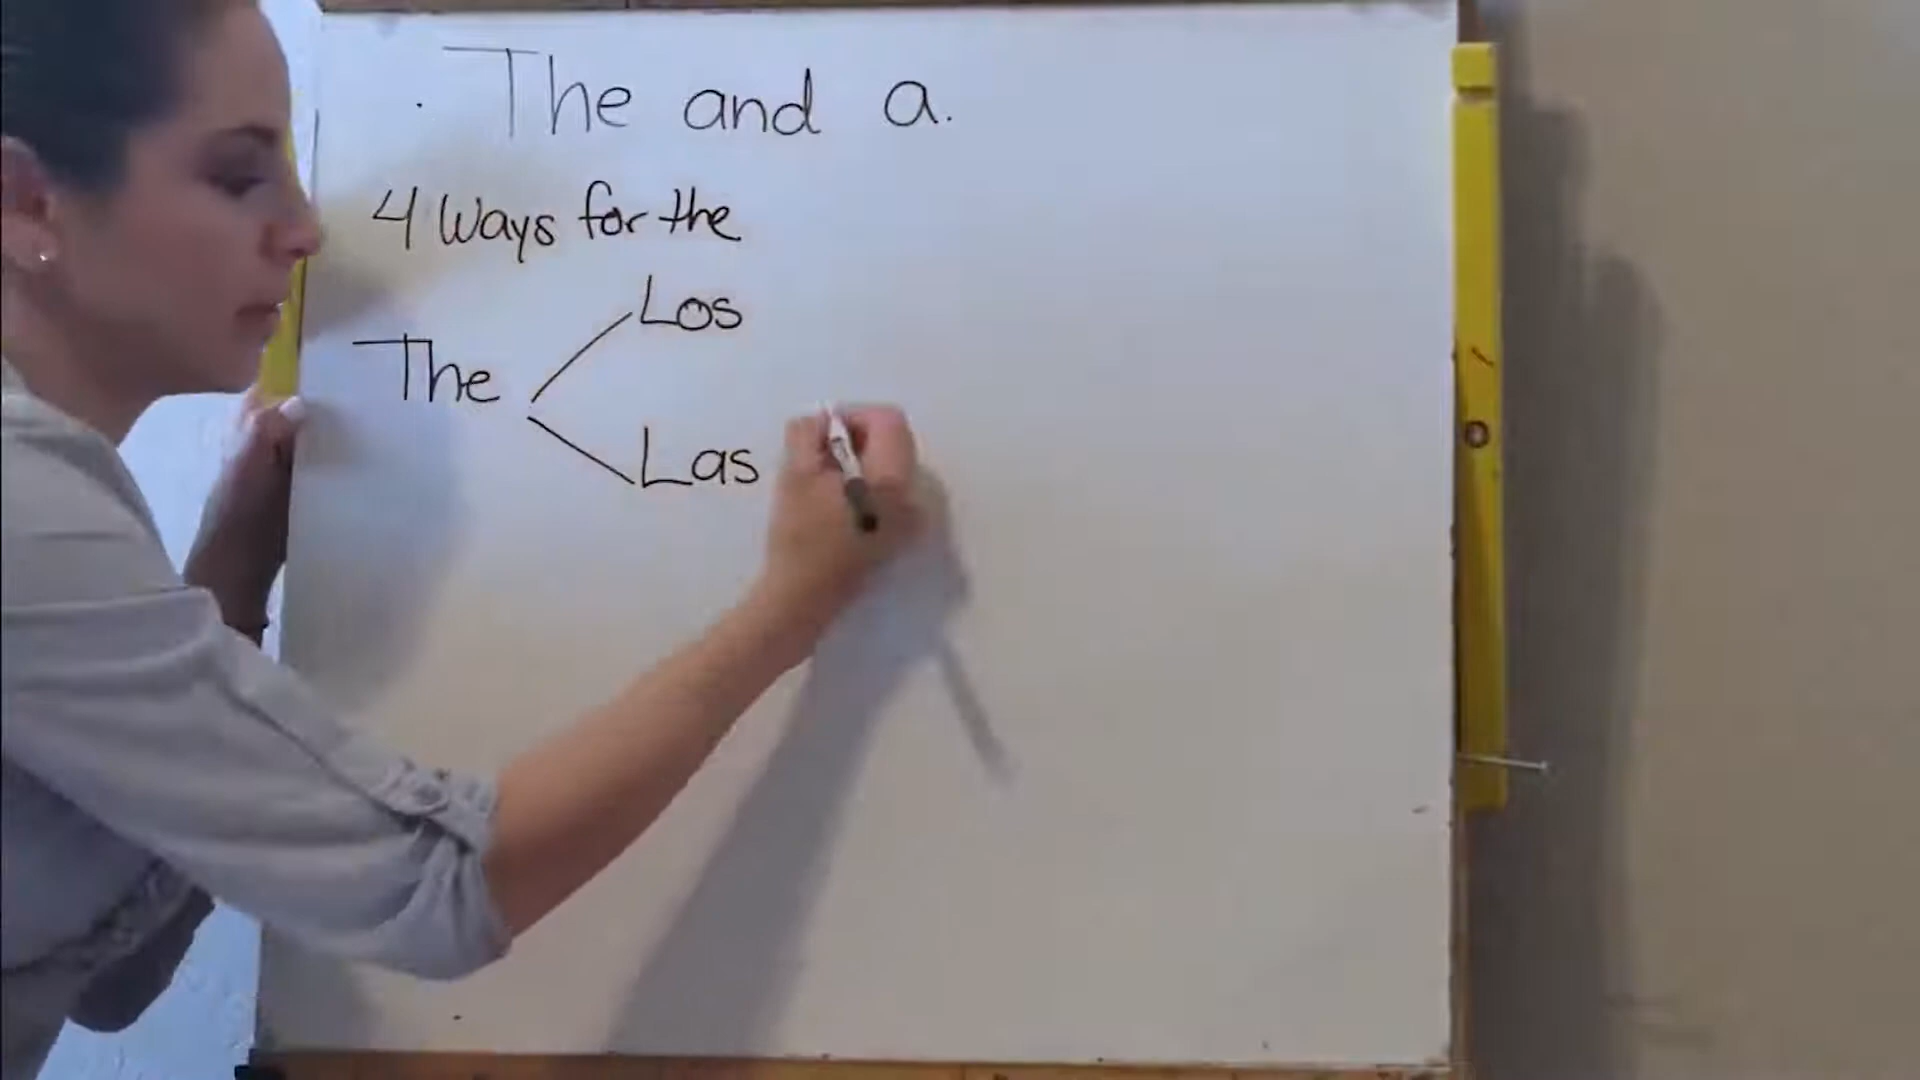 The and a.
4 Ways for the
Los
The
Las